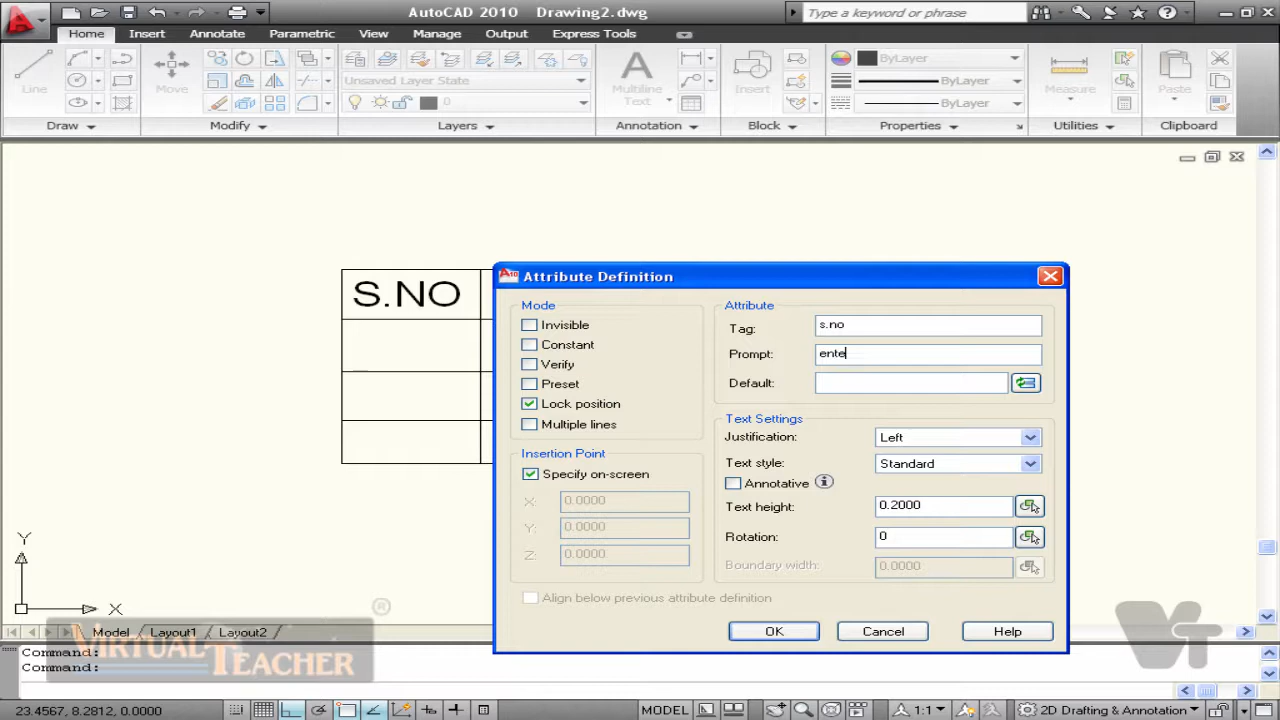 AutoCAD 2010 Drawing2.dwg
Type a keyword or phrase
Home Insert Annotate Parametric View Manage Output Express Tools
Line
Move
Unsaved Layer State
0
Multiline Text
Insert
ByLayer
ByLayer
ByLayer
Measure
Paste
Draw Modify Layers Annotation Block Properties Utilities Clipboard
S.NO
Attribute Definition
Mode
Invisible
Constant
Verify
Preset
Lock position
Multiple lines
Insertion Point
Specify on-screen
X: 0.0000
Y: 0.0000
Z: 0.0000
Attribute
Tag: s.no
Prompt: ente
Default:
Text Settings
Justification: Left
Text style: Standard
Annotative
Text height: 0.2000
Rotation: 0
Boundary width: 0.0000
Align below previous attribute definition
OK Cancel Help
Y
X
®
Model Layout1 Layout2
VIRTUAL TEACHER
VT
Command:
Command:
23.4567, 8.2812, 0.0000
MODEL
1:1
2D Drafting & Annotation